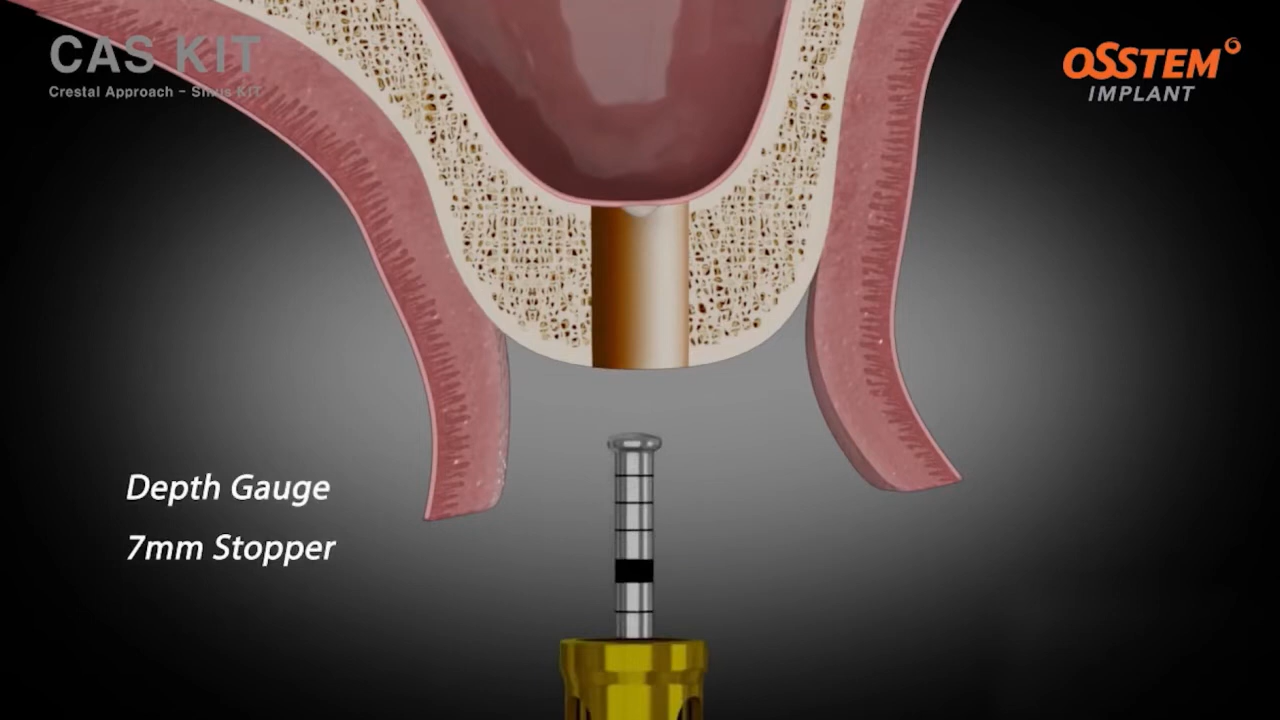 CAS KIT
Crestal Approach - Sinus KIT
OSSTEM
IMPLANT
Depth Gauge
7mm Stopper